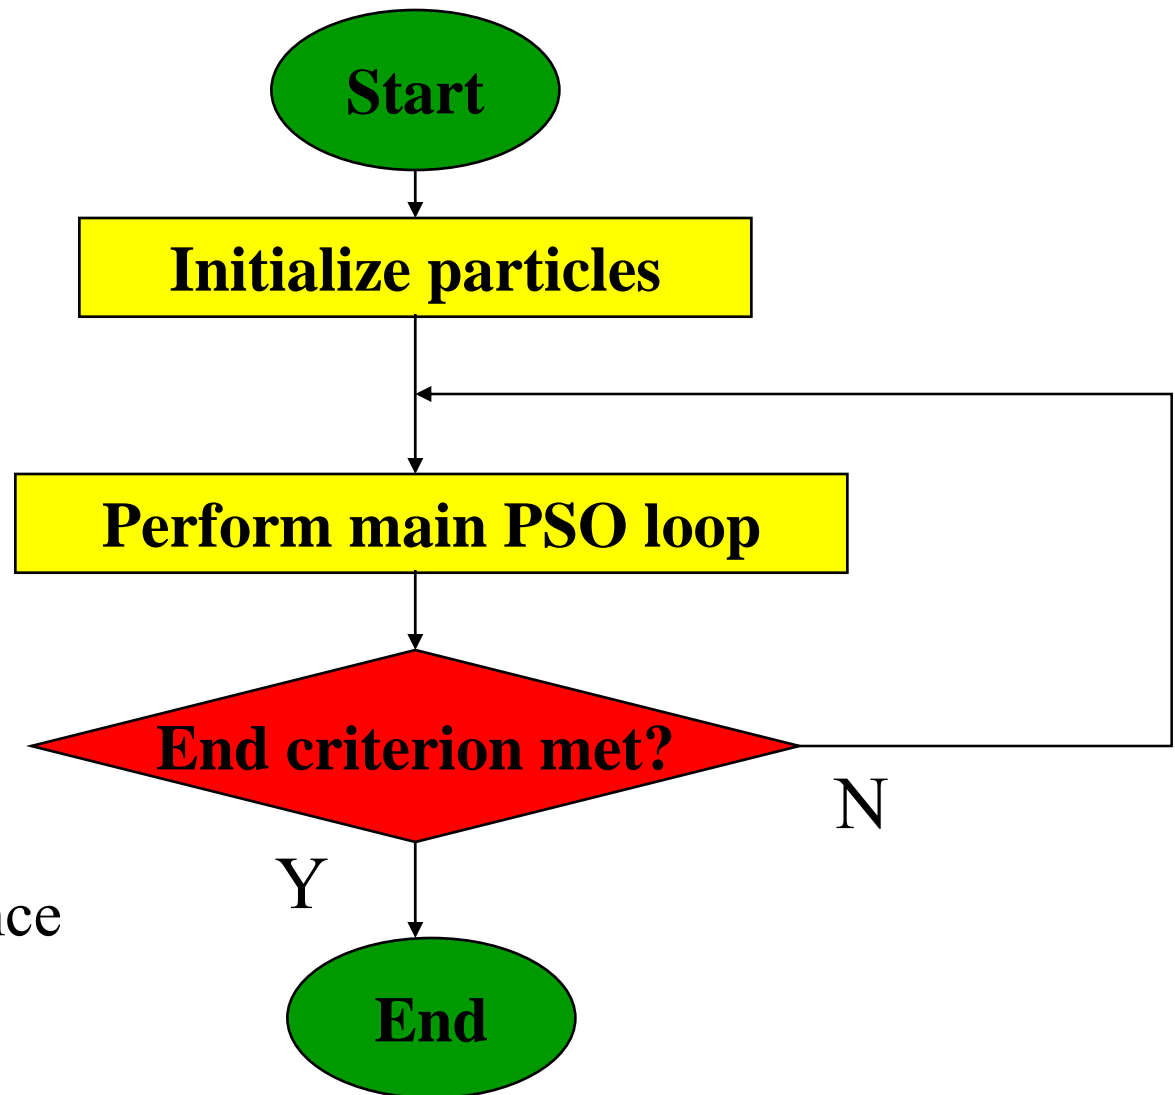 Start
Initialize particles
Perform main PSO loop
End criterion met?
N
Y
End